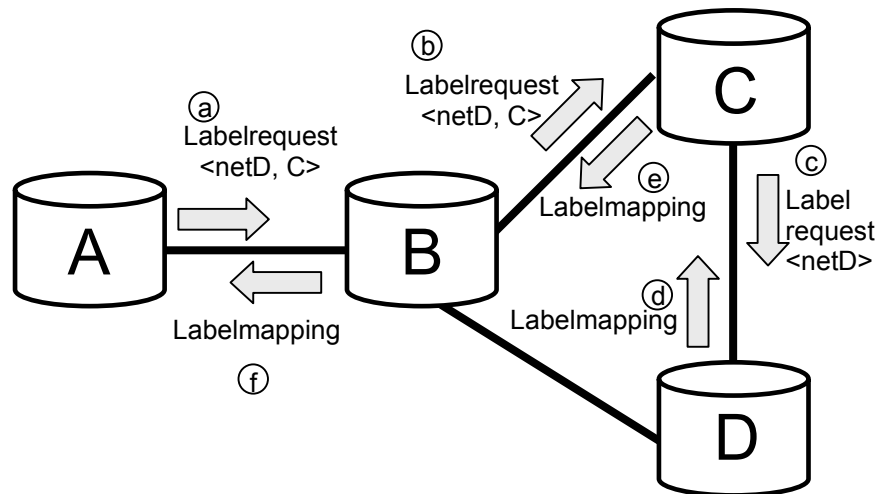 ⓑ
Labelrequest
<netD, C>
C
ⓐ
Labelrequest
<netD, C>
ⓒ
Label
request
<netD>
ⓔ
Labelmapping
A
B
ⓓ
Labelmapping
Labelmapping
ⓕ
D